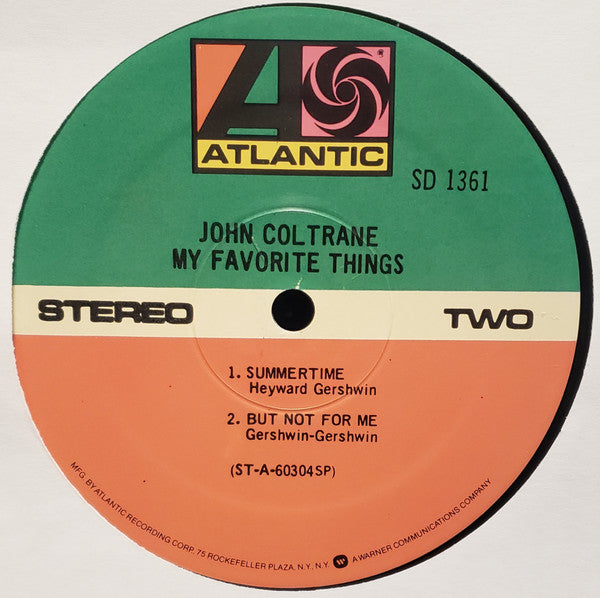 ATLANTIC
®
SD 1361
JOHN COLTRANE
MY FAVORITE THINGS
STEREO TWO
1. SUMMERTIME
Heyward Gershwin
2. BUT NOT FOR ME
Gershwin-Gershwin
(ST-A-60304SP)
MFG. BY ATLANTIC RECORDING CORP. 75 ROCKEFELLER PLAZA, N.Y. N.Y. W A WARNER COMMUNICATIONS COMPANY